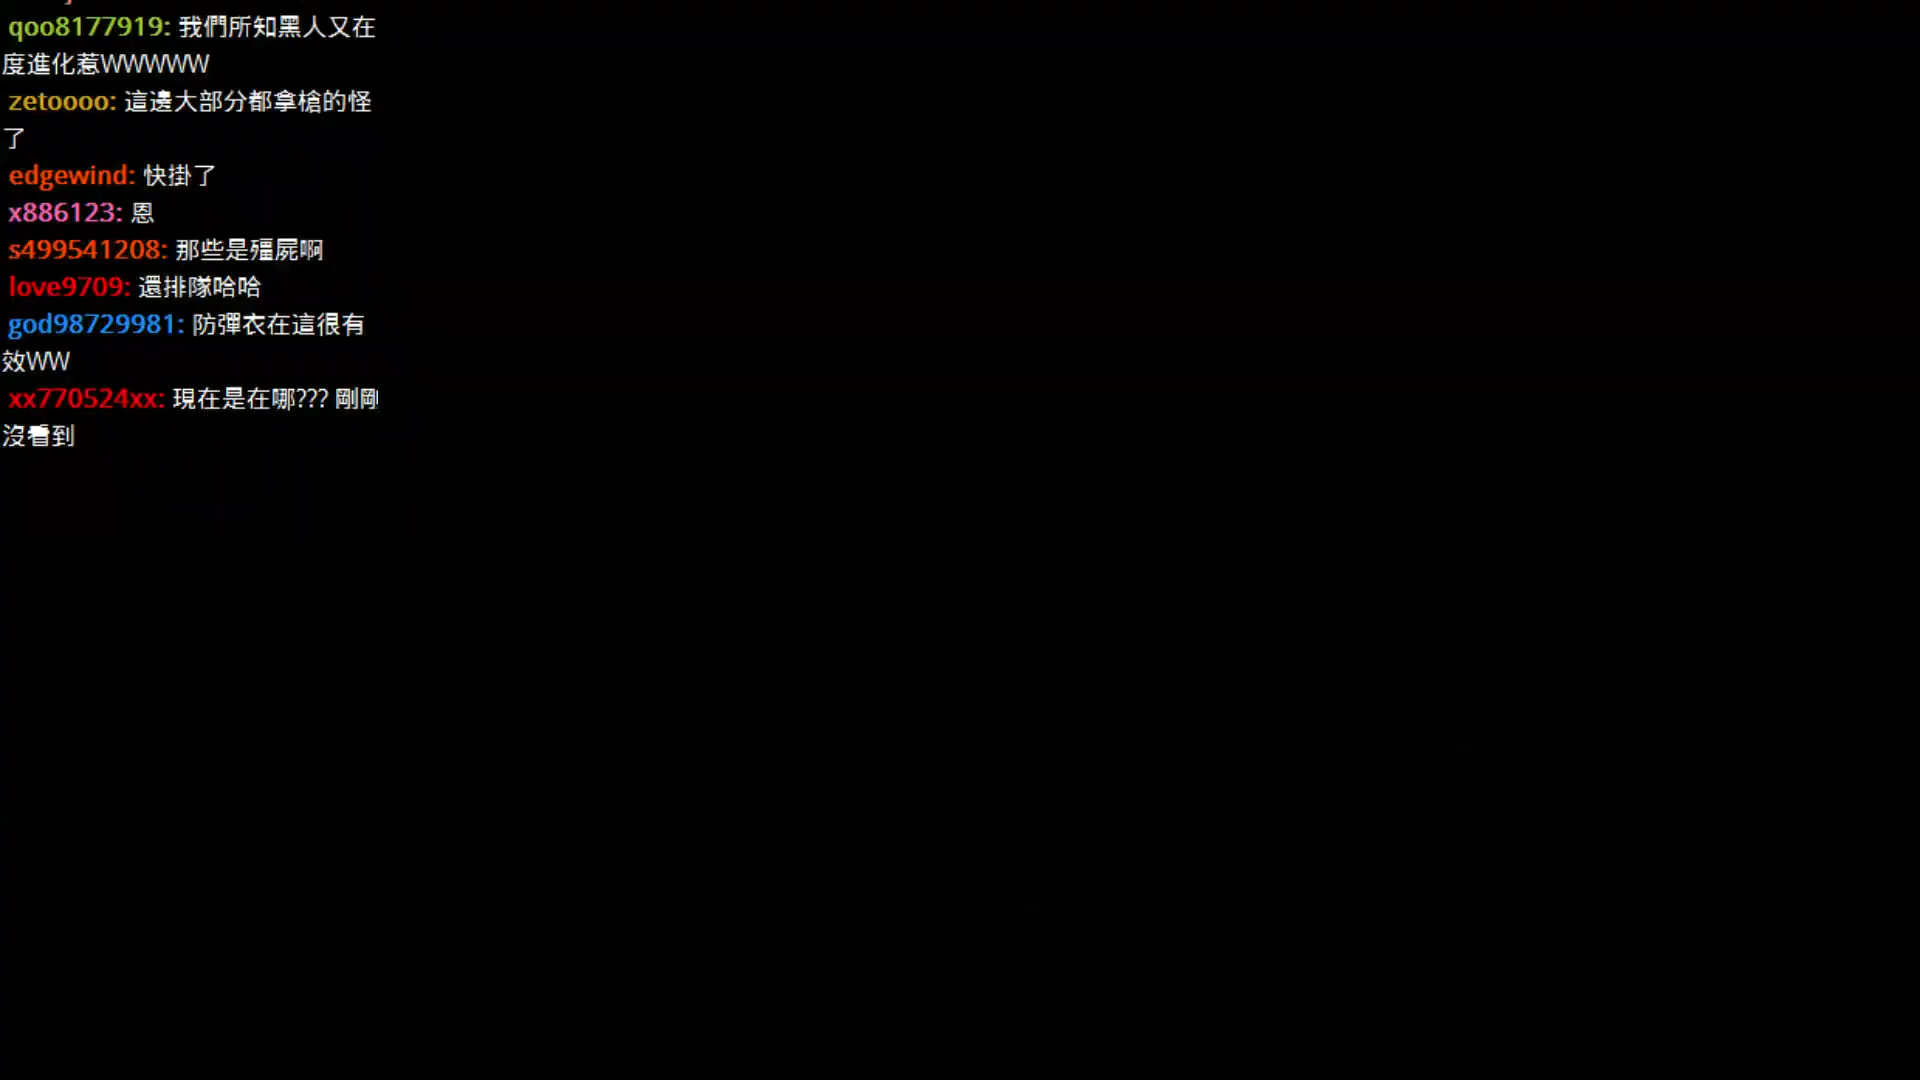 qoo8177919: 我們所知黑人又在
度進化惹WWWWW
zetoooo: 這邊大部分都拿槍的怪
了
edgewind: 快掛了
x886123: 恩
s499541208: 那些是殭屍啊
love9709: 還排隊哈哈
god98729981: 防彈衣在這很有
效WW
xx770524xx: 現在是在哪??? 剛剛
沒看到